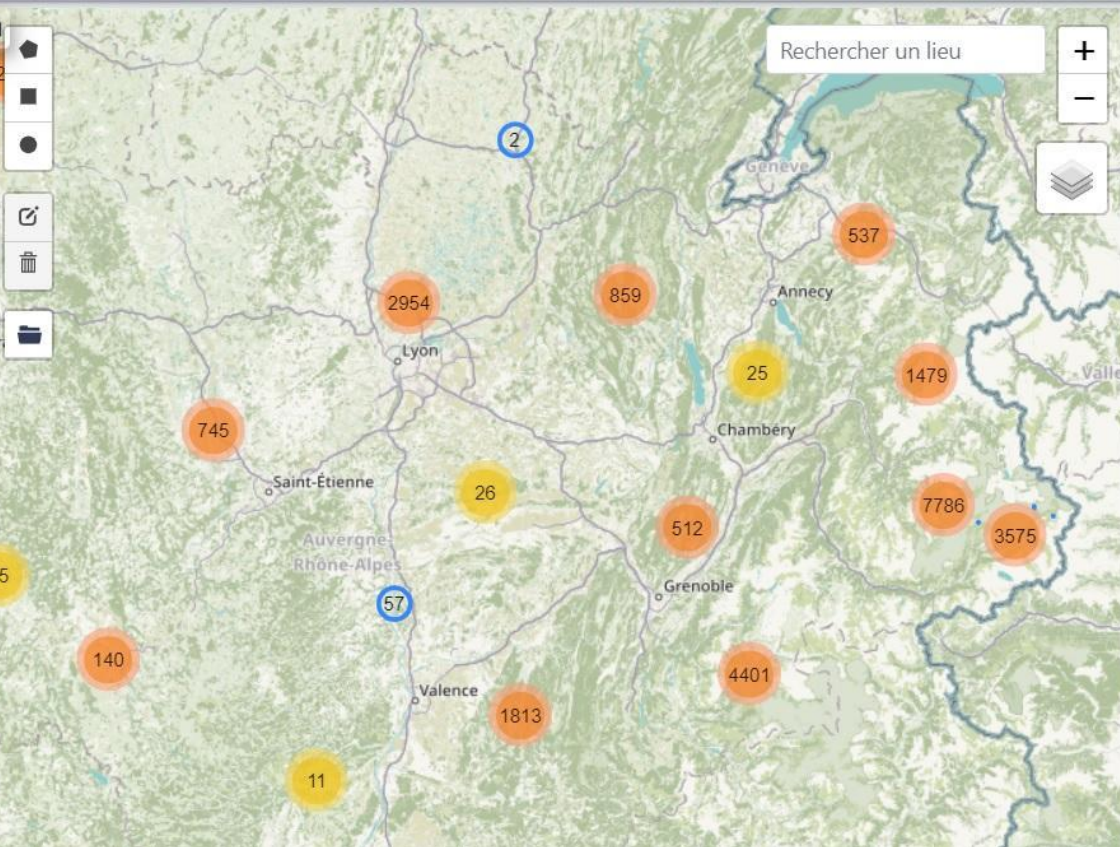 Rechercher un lieu
+
−
2
Genève
537
2954
859
Annecy
Lyon
25
1479
745
Chambéry
Saint-Étienne
26
7786
512
3575
Auvergne-
Rhône-Alpes
5
Grenoble
57
140
4401
Valence
1813
11